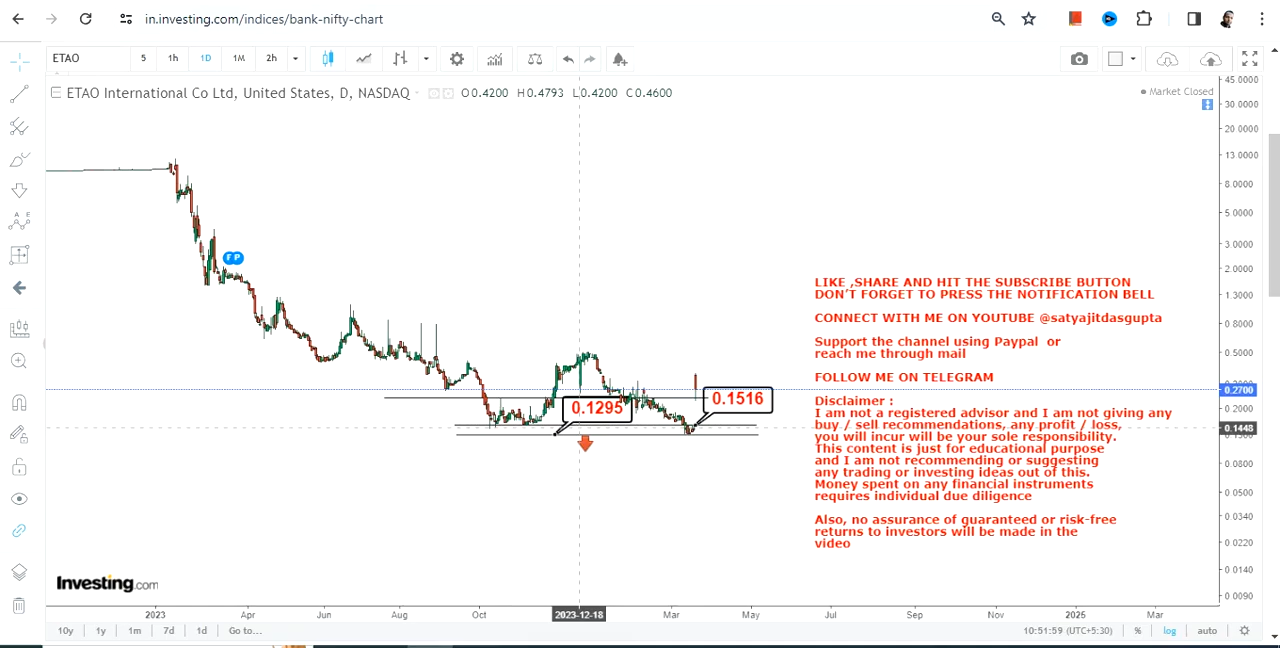 in.investing.com/indices/bank-nifty-chart
ETAO 5 1h 1D 1M 2h
ETAO International Co Ltd, United States, D, NASDAQ O0.4200 H0.4793 L0.4200 C0.4600
Market Closed
45.0000
30.0000
20.0000
13.0000
8.0000
5.0000
3.0000
2.0000
1.3000
0.8000
0.5000
0.2700
0.2000
0.1448
0.0800
0.0500
0.0340
0.0220
0.0140
0.0090
F P
0.1295
0.1516
LIKE ,SHARE AND HIT THE SUBSCRIBE BUTTON
DON'T FORGET TO PRESS THE NOTIFICATION BELL
CONNECT WITH ME ON YOUTUBE @satyajitdasgupta
Support the channel using Paypal or
reach me through mail
FOLLOW ME ON TELEGRAM
Disclaimer :
I am not a registered advisor and I am not giving any
buy / sell recommendations, any profit / loss,
you will incur will be your sole responsibility.
This content is just for educational purpose
and I am not recommending or suggesting
any trading or investing ideas out of this.
Money spent on any financial instruments
requires individual due diligence
Also, no assurance of guaranteed or risk-free
returns to investors will be made in the
video
Investing.com
2023 Apr Jun Aug Oct 2023-12-18 Mar May Jul Sep Nov 2025 Mar
10y 1y 1m 7d 1d Go to... 10:51:59 (UTC+5:30) % log auto